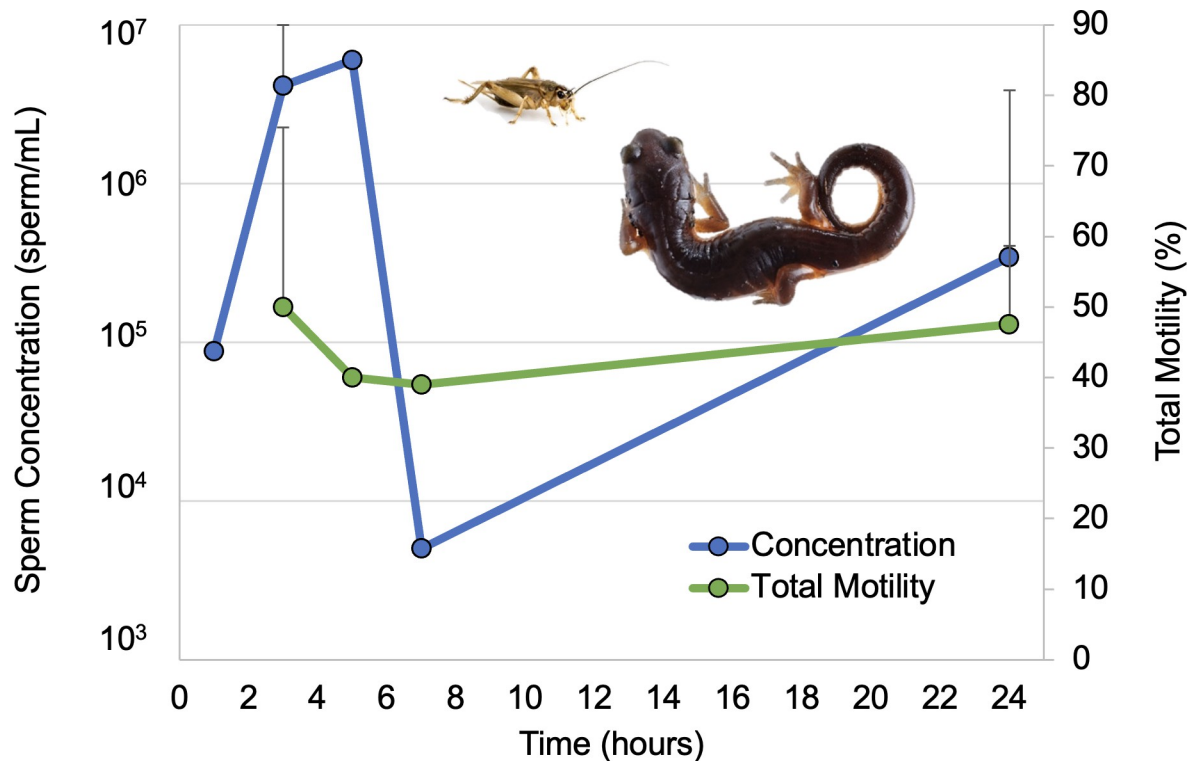 Sperm Concentration (sperm/mL)
10⁷
10⁶
10⁵
10⁴
10³
90
80
70
60
50
40
30
20
10
0
Total Motility (%)
Concentration
Total Motility
0 2 4 6 8 10 12 14 16 18 20 22 24
Time (hours)